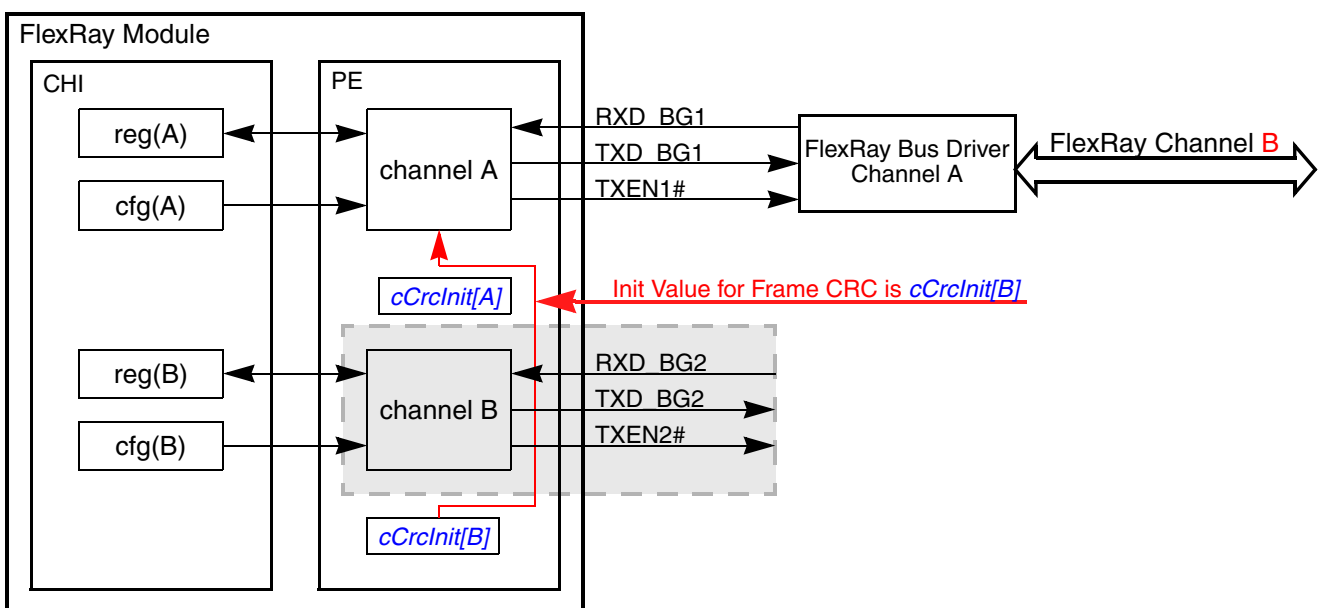 FlexRay Module
CHI
PE
reg(A)
cfg(A)
channel A
RXD_BG1
TXD_BG1
TXEN1#
FlexRay Bus Driver
Channel A
FlexRay Channel B
cCrcInit[A]
Init Value for Frame CRC is cCrcInit[B]
reg(B)
cfg(B)
channel B
RXD_BG2
TXD_BG2
TXEN2#
cCrcInit[B]